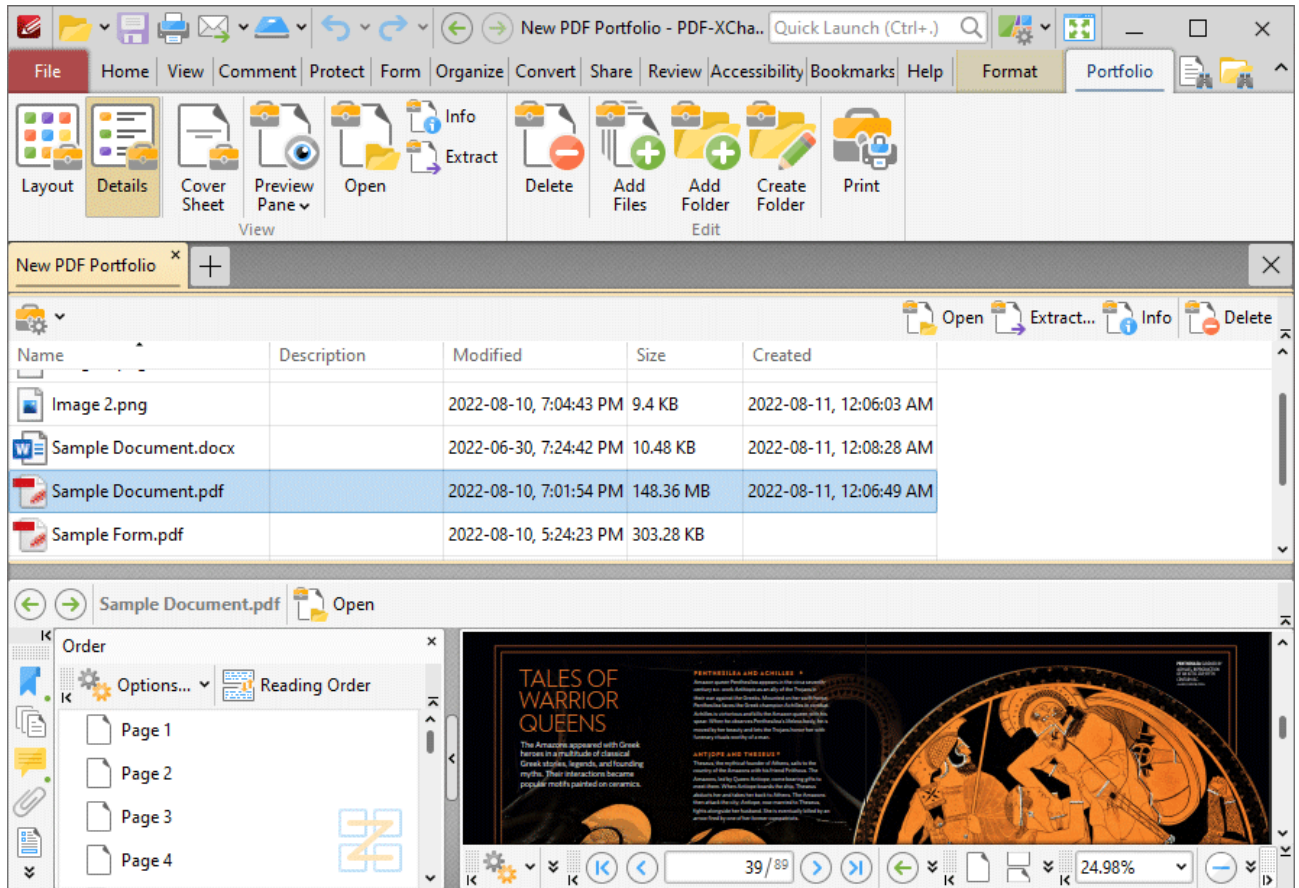 New PDF Portfolio - PDF-XCha.. Quick Launch (Ctrl+.)
File Home View Comment Protect Form Organize Convert Share Review Accessibility Bookmarks Help Format Portfolio
Layout Details Cover Sheet Preview Pane Open Info Extract Delete Add Files Add Folder Create Folder Print
View Edit
New PDF Portfolio
Open Extract... Info Delete
Name Description Modified Size Created
Image 2.png 2022-08-10, 7:04:43 PM 9.4 KB 2022-08-11, 12:06:03 AM
Sample Document.docx 2022-06-30, 7:24:42 PM 10.48 KB 2022-08-11, 12:08:28 AM
Sample Document.pdf 2022-08-10, 7:01:54 PM 148.36 MB 2022-08-11, 12:06:49 AM
Sample Form.pdf 2022-08-10, 5:24:23 PM 303.28 KB
Sample Document.pdf Open
Order
Options... Reading Order
Page 1
Page 2
Page 3
Page 4
TALES OF
WARRIOR
QUEENS
The Amazons appeared with Greek
heroes in a multitude of classical
Greek stories, legends, and founding
myths. Their interactions became
popular motifs painted on ceramics.
PENTHESILEA AND ACHILLES
ANTIOPE AND THESEUS
39 / 89 24.98%